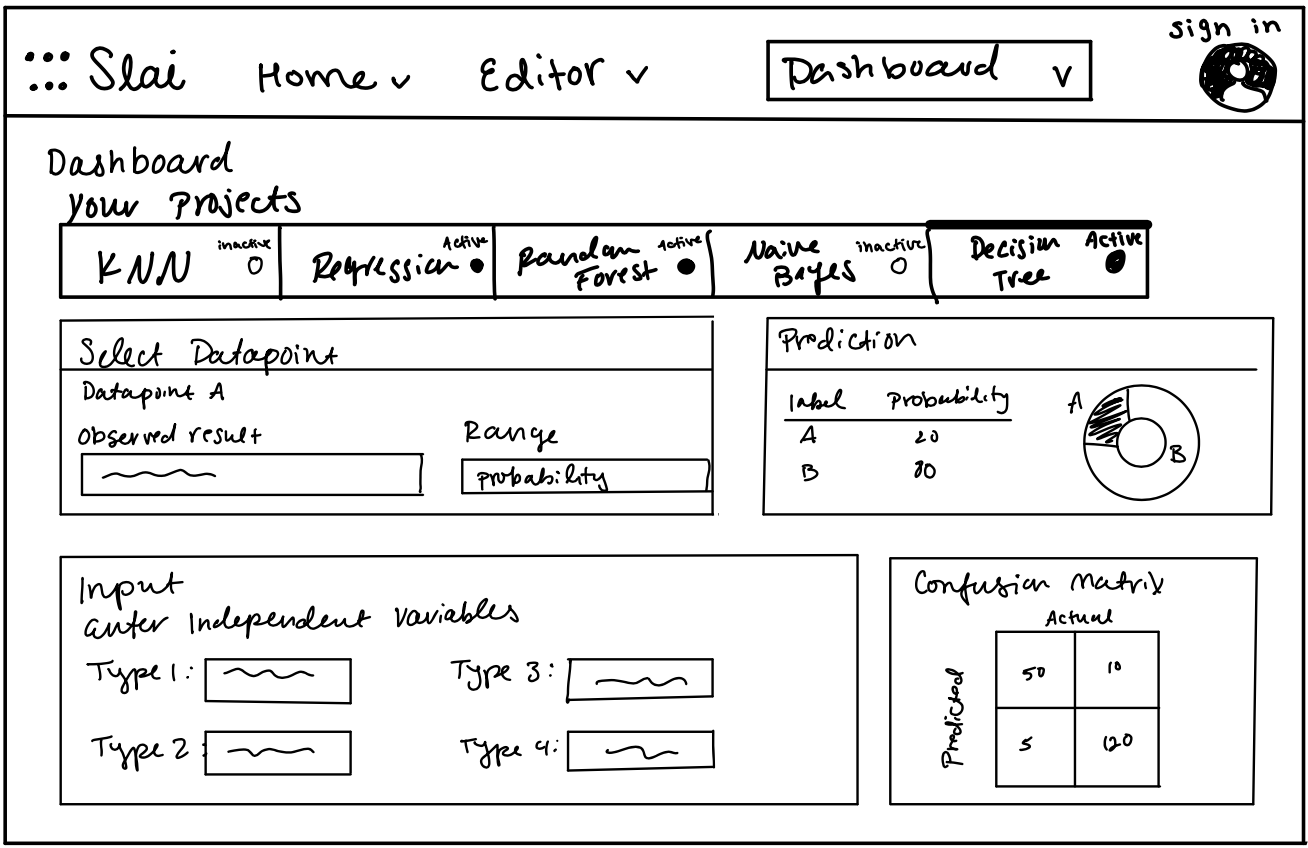 Slai Home v Editor v Dashboard v sign in
Dashboard
your Projects
KNN inactive Regression Active Random Forest Active Naive Bayes inactive Decision Tree Active
Select Datapoint
Datapoint A
Observed result Range
probability
Prediction
label Probability
A 20
B 80
A
B
Input
enter Independent Variables
Type 1: Type 3:
Type 2: Type 4:
Confusion Matrix
Actual
Predicted
50 10
5 120